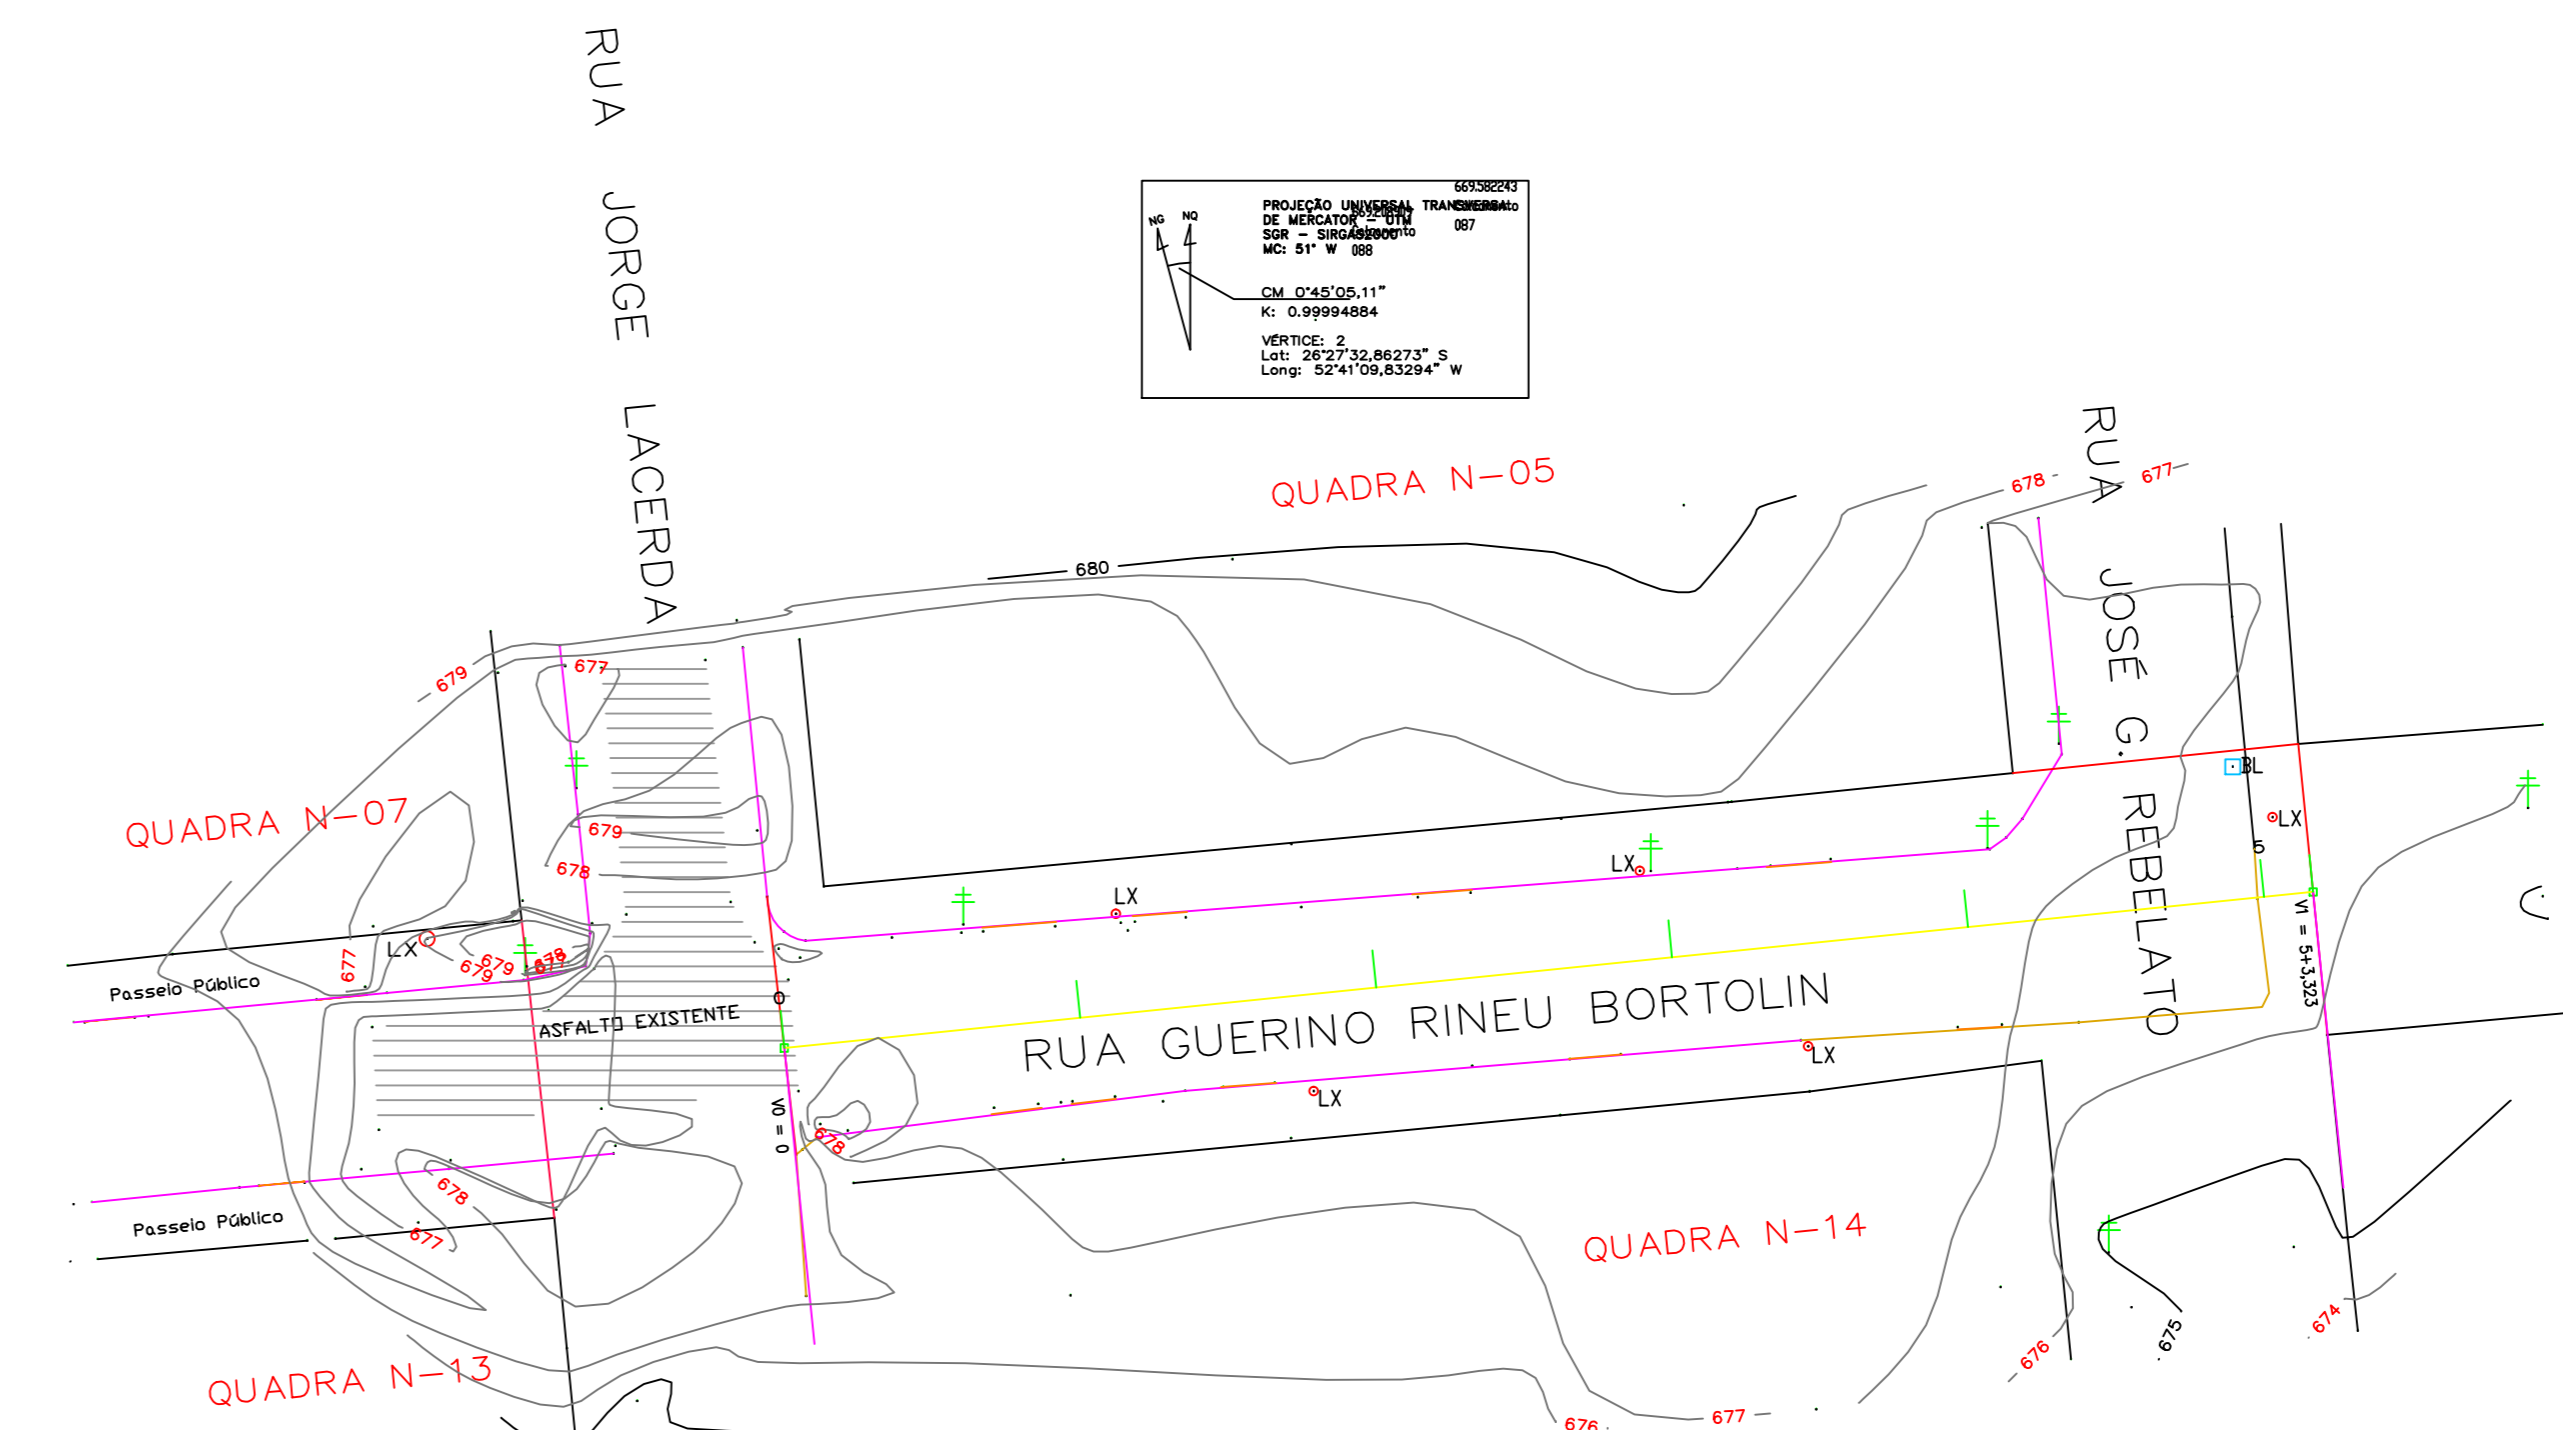 RUA JORGE LACERDA
669.582243
PROJEÇÃO UNIVERSAL TRANSVERSA
DE MERCATOR - UTM
SGR - SIRGAS2000
MC: 51° W
087
088
NG
NQ
CM 0°45'05,11"
K: 0.99994884
VÉRTICE: 2
Lat: 26°27'32,86273" S
Long: 52°41'09,83294" W
RUA JOSÉ G. REBELATO
QUADRA N-05
678
677
680
679
677
QUADRA N-07
679
678
BL
LX
5
LX
LX
LX
677
679
679
678
677
Passeio Público
ASFALTO EXISTENTE
0
V1 = 5+3,323
RUA GUERINO RINEU BORTOLIN
LX
LX
V0 = 0
678
678
677
Passeio Público
QUADRA N-14
QUADRA N-13
676
675
674
677
676